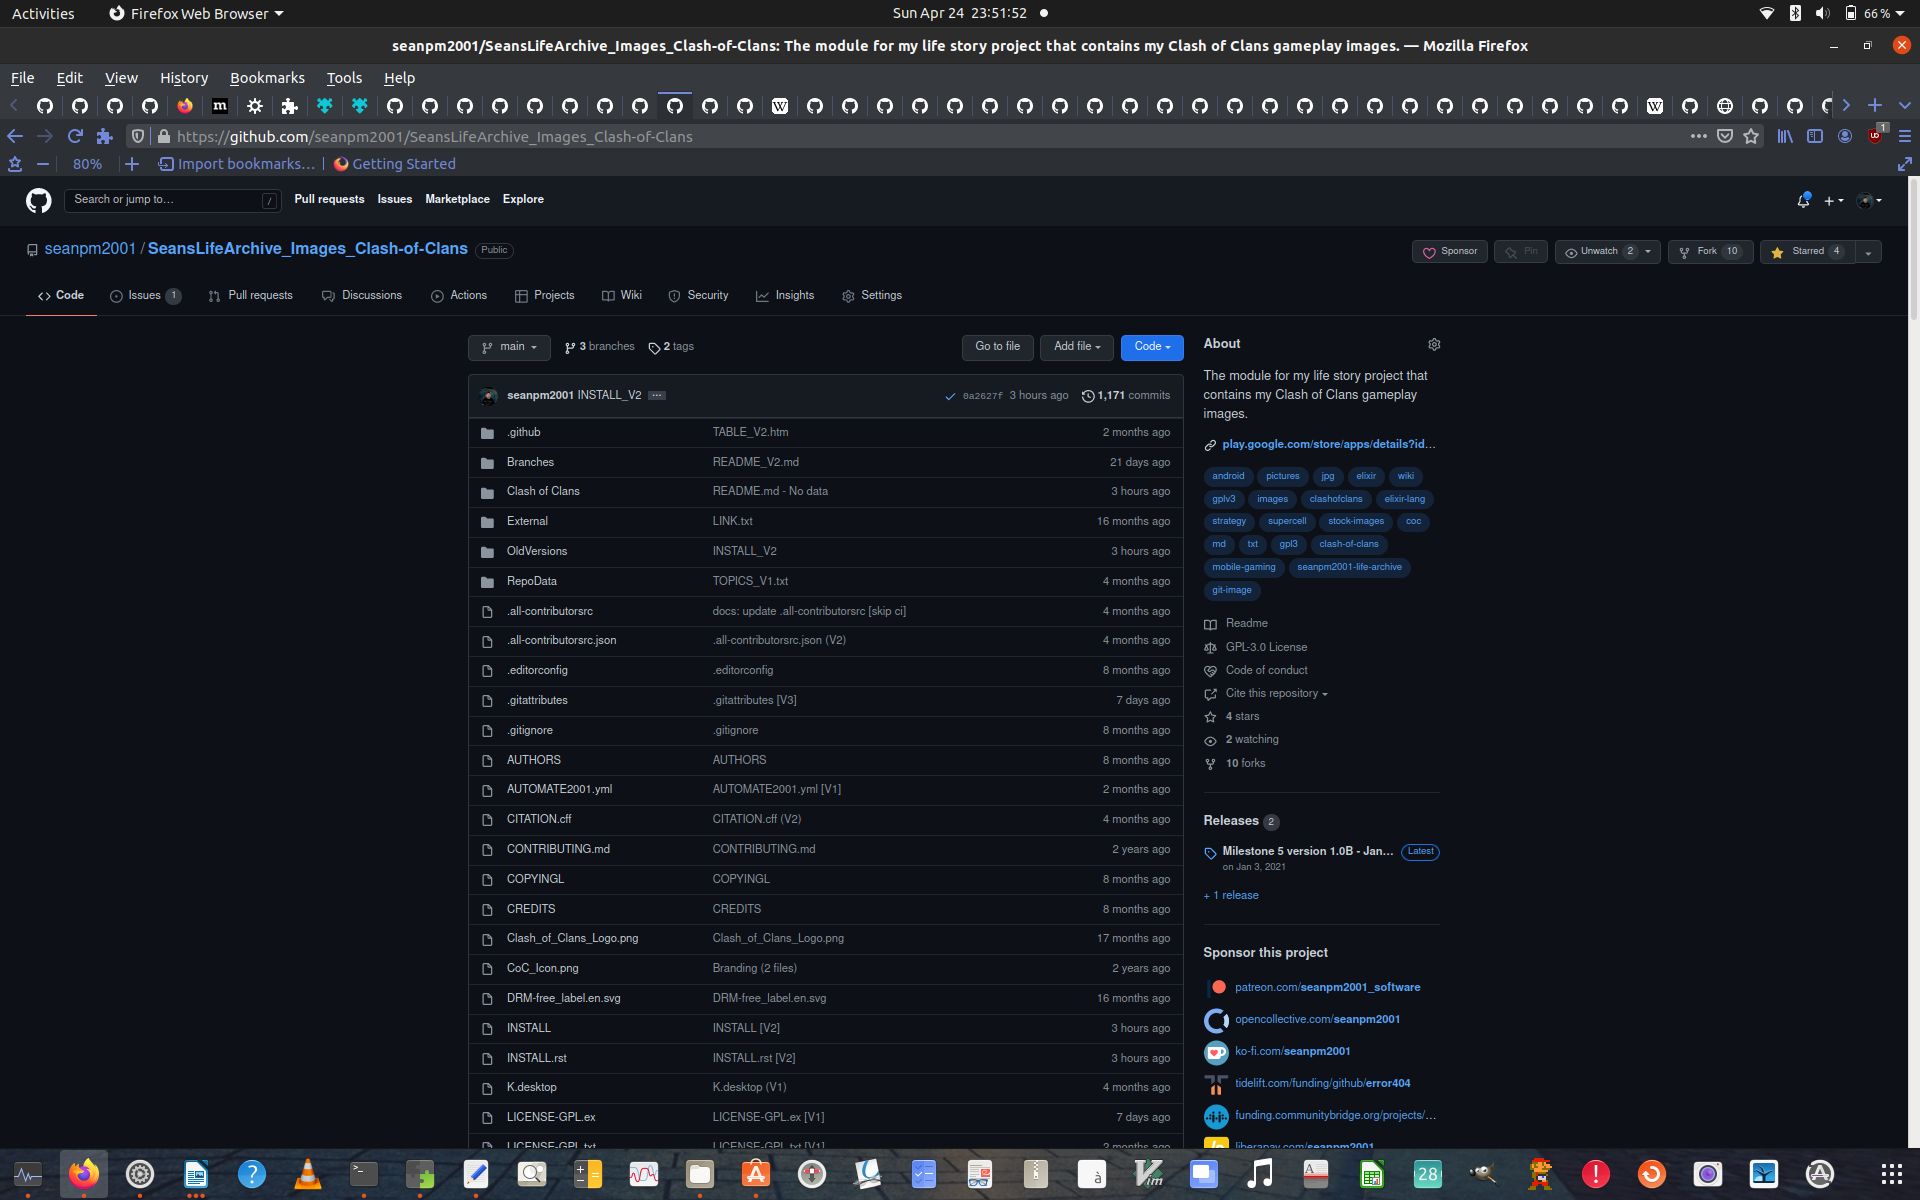 Activities Firefox Web Browser Sun Apr 24 23:51:52 66 %
seanpm2001/SeansLifeArchive_Images_Clash-of-Clans: The module for my life story project that contains my Clash of Clans gameplay images. — Mozilla Firefox
File Edit View History Bookmarks Tools Help
https://github.com/seanpm2001/SeansLifeArchive_Images_Clash-of-Clans 1
80% Import bookmarks… Getting Started
Search or jump to… / Pull requests Issues Marketplace Explore
seanpm2001 / SeansLifeArchive_Images_Clash-of-Clans Public Sponsor Pin Unwatch 2 Fork 10 Starred 4
Code Issues 1 Pull requests Discussions Actions Projects Wiki Security Insights Settings
main 3 branches 2 tags Go to file Add file Code
seanpm2001 INSTALL_V2 ... 0a2627f 3 hours ago 1,171 commits
.github TABLE_V2.htm 2 months ago
Branches README_V2.md 21 days ago
Clash of Clans README.md - No data 3 hours ago
External LINK.txt 16 months ago
OldVersions INSTALL_V2 3 hours ago
RepoData TOPICS_V1.txt 4 months ago
.all-contributorsrc docs: update .all-contributorsrc [skip ci] 4 months ago
.all-contributorsrc.json .all-contributorsrc.json (V2) 4 months ago
.editorconfig .editorconfig 8 months ago
.gitattributes .gitattributes [V3] 7 days ago
.gitignore .gitignore 8 months ago
AUTHORS AUTHORS 8 months ago
AUTOMATE2001.yml AUTOMATE2001.yml [V1] 2 months ago
CITATION.cff CITATION.cff (V2) 4 months ago
CONTRIBUTING.md CONTRIBUTING.md 2 years ago
COPYINGL COPYINGL 8 months ago
CREDITS CREDITS 8 months ago
Clash_of_Clans_Logo.png Clash_of_Clans_Logo.png 17 months ago
CoC_Icon.png Branding (2 files) 2 years ago
DRM-free_label.en.svg DRM-free_label.en.svg 16 months ago
INSTALL INSTALL [V2] 3 hours ago
INSTALL.rst INSTALL.rst [V2] 3 hours ago
K.desktop K.desktop (V1) 4 months ago
LICENSE-GPL.ex LICENSE-GPL.ex [V1] 7 days ago
LICENSE-GPL.txt LICENSE-GPL.txt [V1] 2 months ago
About
The module for my life story project that
contains my Clash of Clans gameplay
images.
play.google.com/store/apps/details?id…
android pictures jpg elixir wiki
gplv3 images clashofclans elixir-lang
strategy supercell stock-images coc
md txt gpl3 clash-of-clans
mobile-gaming seanpm2001-life-archive
git-image
Readme
GPL-3.0 License
Code of conduct
Cite this repository
4 stars
2 watching
10 forks
Releases 2
Milestone 5 version 1.0B - Jan… Latest
on Jan 3, 2021
+ 1 release
Sponsor this project
patreon.com/seanpm2001_software
opencollective.com/seanpm2001
ko-fi.com/seanpm2001
tidelift.com/funding/github/error404
funding.communitybridge.org/projects/…
liberapay.com/seanpm2001
28